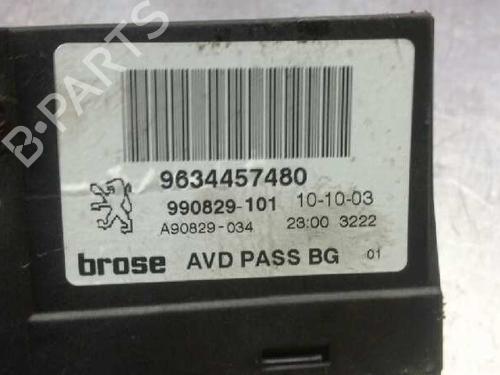 B-PARTS
9634457480
990829-101 10-10-03
A90829-034 23:00 3222
brose AVD PASS BG 01